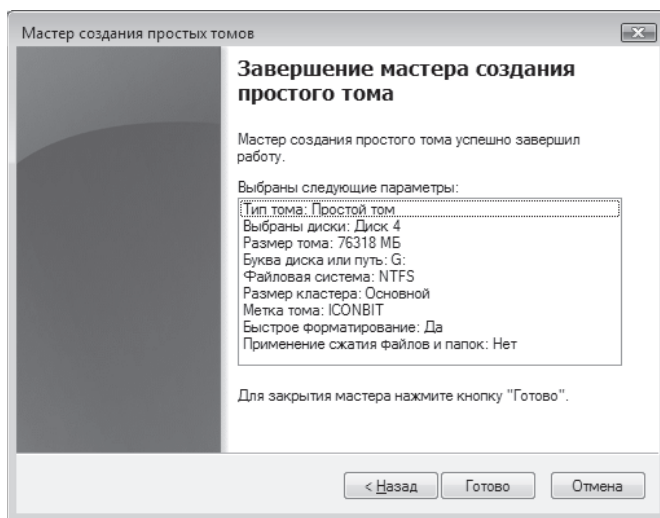 Мастер создания простых томов
Завершение мастера создания
простого тома
Мастер создания простого тома успешно завершил
работу.
Выбраны следующие параметры:
Тип тома: Простой том
Выбраны диски: Диск 4
Размер тома: 76318 МБ
Буква диска или путь: G:
Файловая система: NTFS
Размер кластера: Основной
Метка тома: ICONBIT
Быстрое форматирование: Да
Применение сжатия файлов и папок: Нет
Для закрытия мастера нажмите кнопку "Готово".
< Назад Готово Отмена